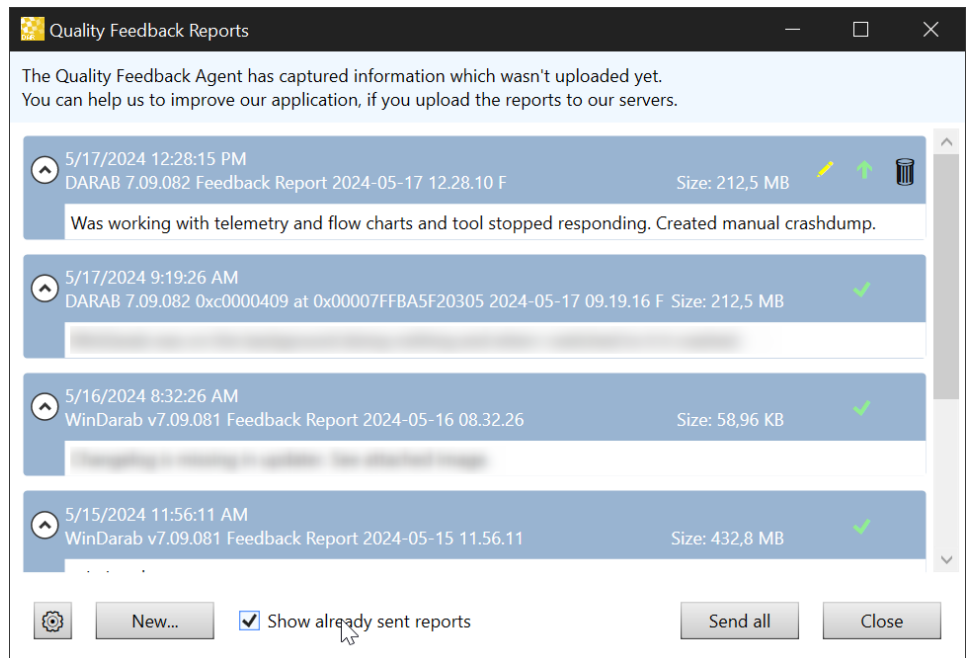 Quality Feedback Reports
The Quality Feedback Agent has captured information which wasn't uploaded yet.
You can help us to improve our application, if you upload the reports to our servers.
5/17/2024 12:28:15 PM
DARAB 7.09.082 Feedback Report 2024-05-17 12.28.10 F Size: 212,5 MB
Was working with telemetry and flow charts and tool stopped responding. Created manual crashdump.
5/17/2024 9:19:26 AM
DARAB 7.09.082 0xc0000409 at 0x00007FFBA5F20305 2024-05-17 09.19.16 F Size: 212,5 MB
5/16/2024 8:32:26 AM
WinDarab v7.09.081 Feedback Report 2024-05-16 08.32.26 Size: 58,96 KB
5/15/2024 11:56:11 AM
WinDarab v7.09.081 Feedback Report 2024-05-15 11.56.11 Size: 432,8 MB
New... Show already sent reports Send all Close